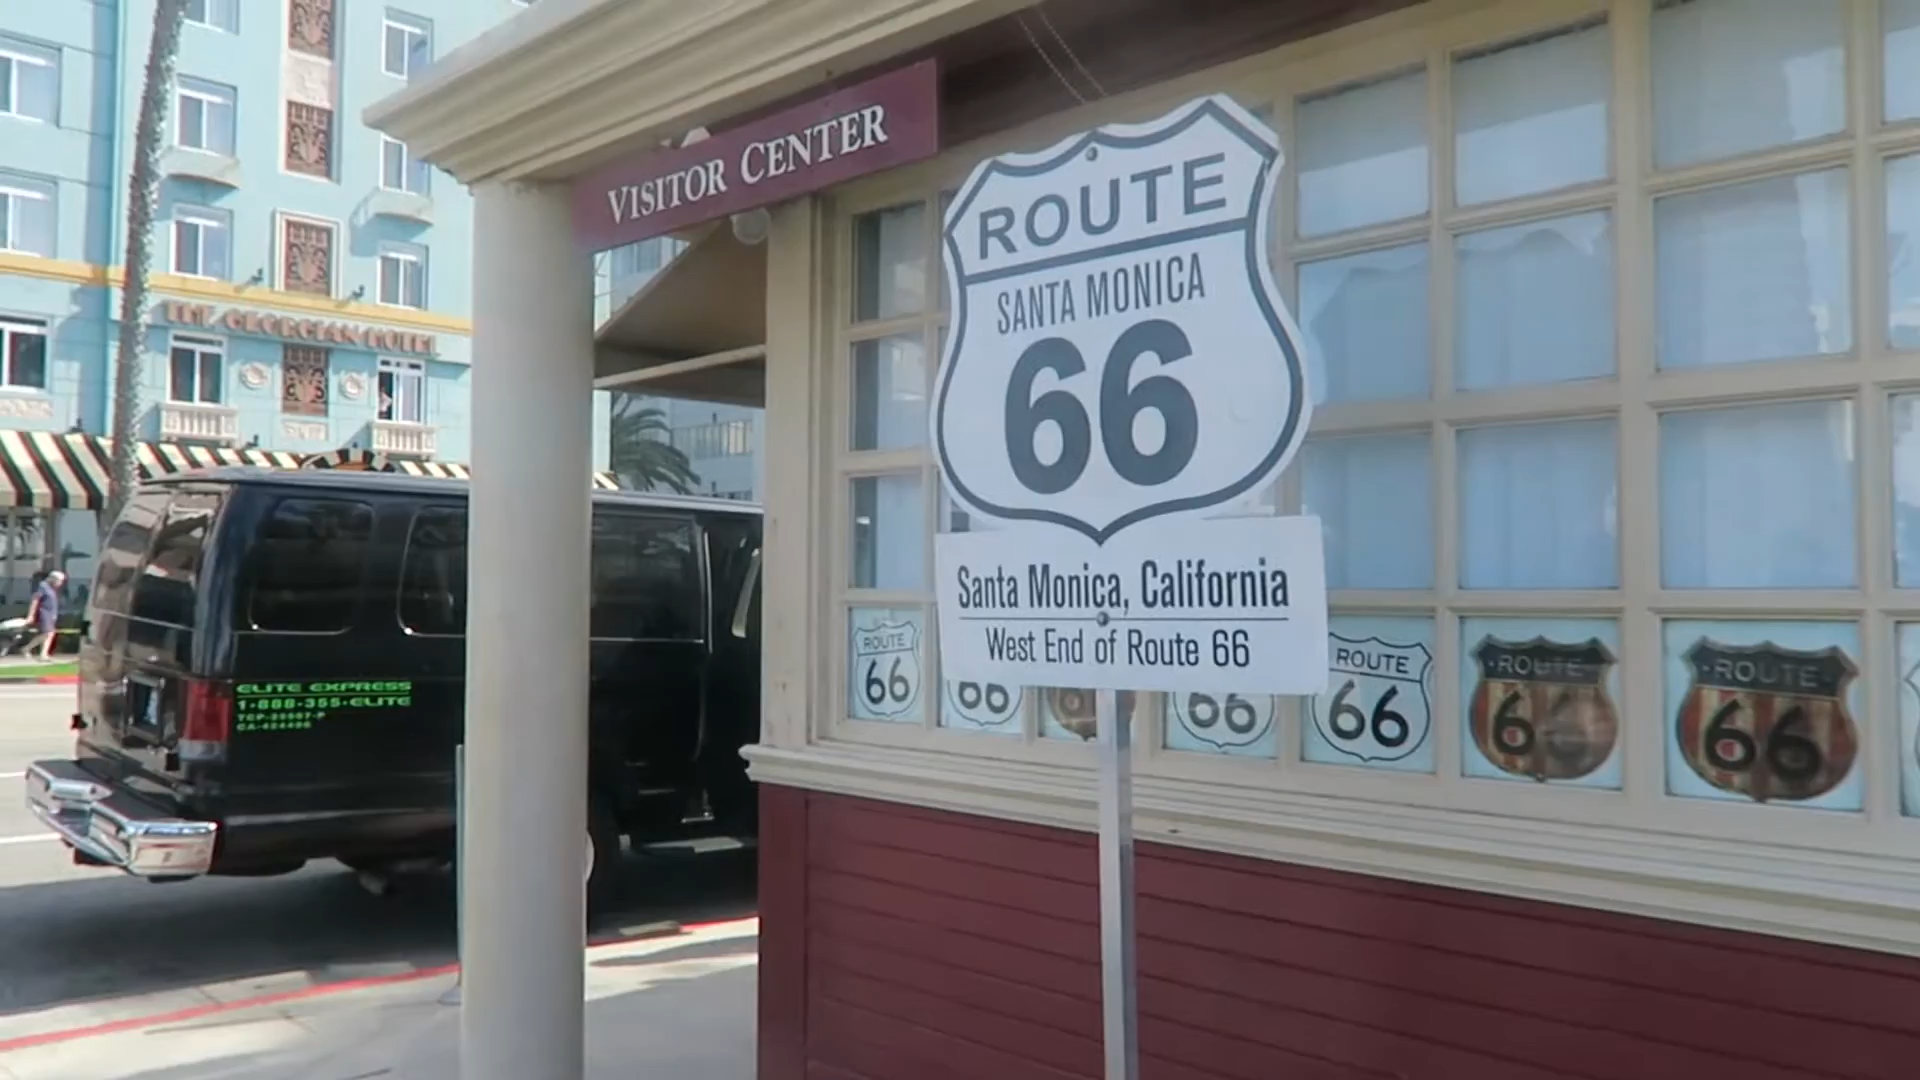 VISITOR CENTER
THE GEORGIAN HOTEL
ROUTE
SANTA MONICA
66
Santa Monica, California
West End of Route 66
ELITE EXPRESS
1-888-355-ELITE
ROUTE
66
66
66
ROUTE
66
ROUTE
66
ROUTE
66